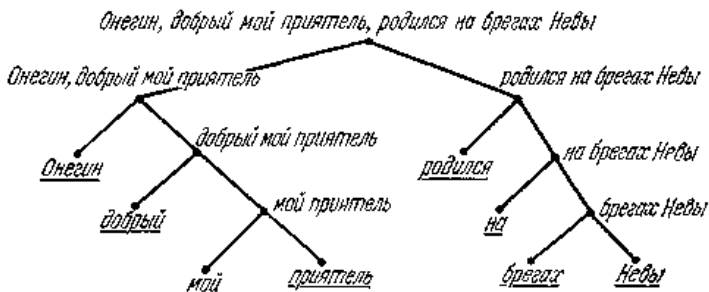 Онегин, добрый мой приятель, родился на брегах Невы
Онегин, добрый мой приятель
родился на брегах Невы
добрый мой приятель
Онегин
родился
на брегах Невы
добрый
мой приятель
на
брегах Невы
мой
приятель
брегах
Невы